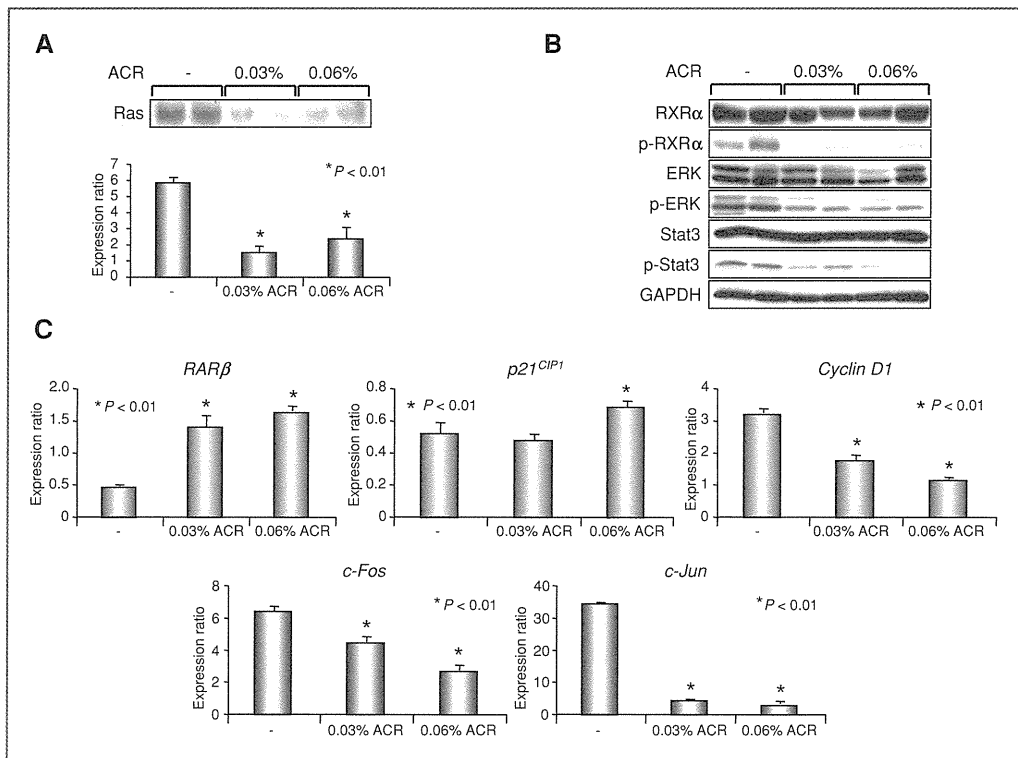 A
ACR - 0.03% 0.06%
Ras
Expression ratio
7
6
5
4
3
2
1
0
* P < 0.01
*
*
- 0.03% ACR 0.06% ACR
B
ACR - 0.03% 0.06%
RXRα
p-RXRα
ERK
p-ERK
Stat3
p-Stat3
GAPDH
C
RARβ
Expression ratio
2.0
1.5
1.0
0.5
0
* P < 0.01
*
*
- 0.03% ACR 0.06% ACR
p21CIP1
Expression ratio
0.8
0.6
0.4
0.2
0
* P < 0.01
*
- 0.03% ACR 0.06% ACR
Cyclin D1
Expression ratio
4
3
2
1
0
* P < 0.01
*
*
- 0.03% ACR 0.06% ACR
c-Fos
Expression ratio
8
6
4
2
0
* P < 0.01
*
*
- 0.03% ACR 0.06% ACR
c-Jun
Expression ratio
40
30
20
10
0
* P < 0.01
*
*
- 0.03% ACR 0.06% ACR